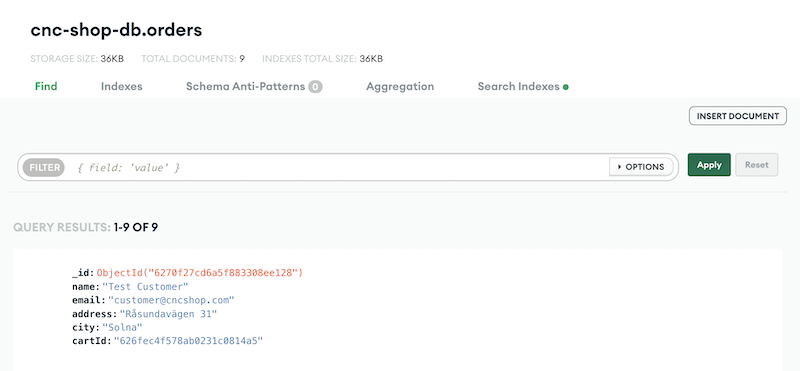 cnc-shop-db.orders
STORAGE SIZE: 36KB TOTAL DOCUMENTS: 9 INDEXES TOTAL SIZE: 36KB
Find Indexes Schema Anti-Patterns 0 Aggregation Search Indexes
INSERT DOCUMENT
FILTER { field: 'value' } OPTIONS Apply Reset
QUERY RESULTS: 1-9 OF 9
_id: ObjectId("6270f27cd6a5f883308ee128")
name: "Test Customer"
email: "customer@cncshop.com"
address: "Råsundavägen 31"
city: "Solna"
cartId: "626fec4f578ab0231c0814a5"